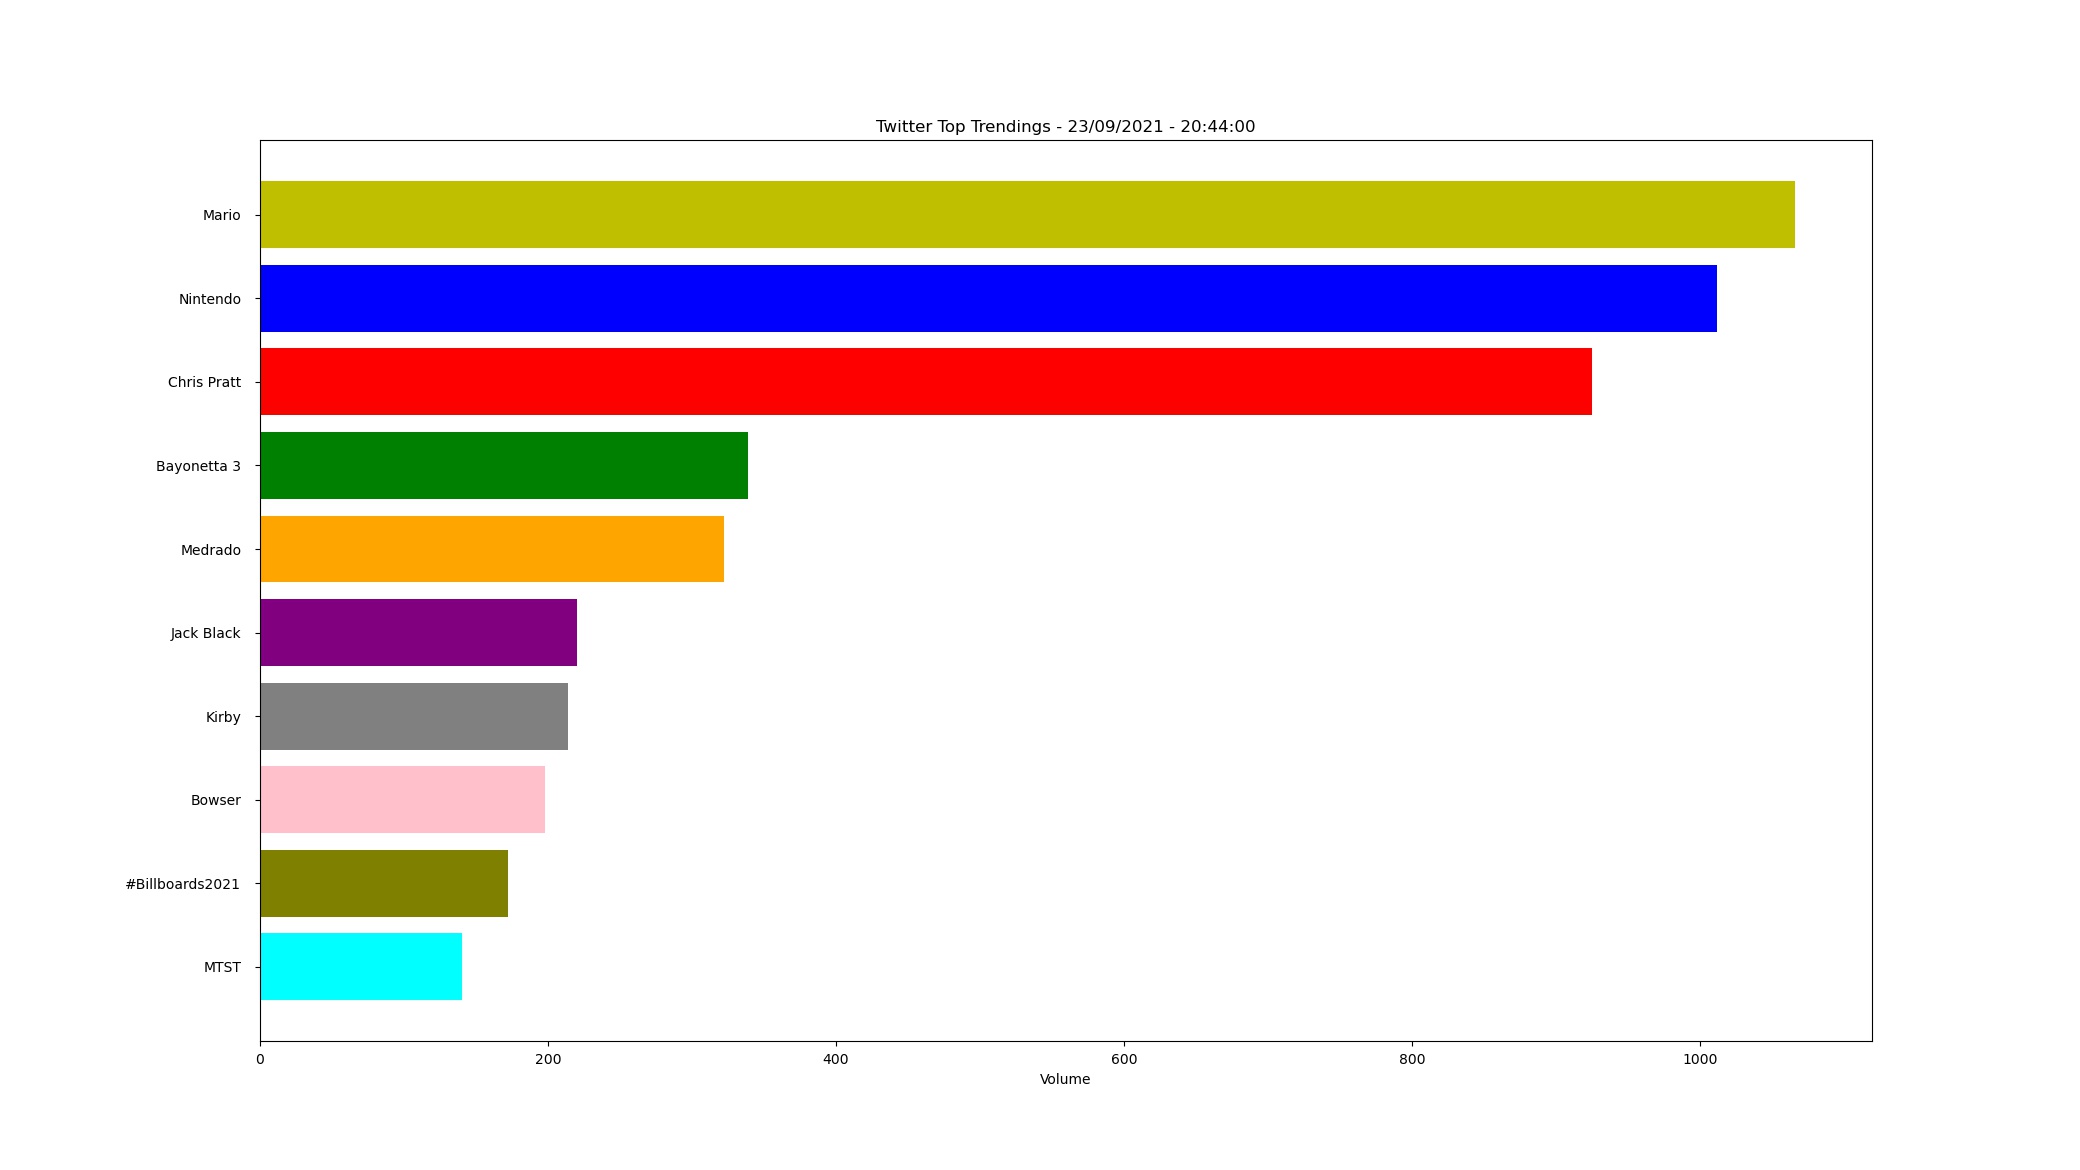 Twitter Top Trendings - 23/09/2021 - 20:44:00
Mario
Nintendo
Chris Pratt
Bayonetta 3
Medrado
Jack Black
Kirby
Bowser
#Billboards2021
MTST
0 200 400 600 800 1000
Volume